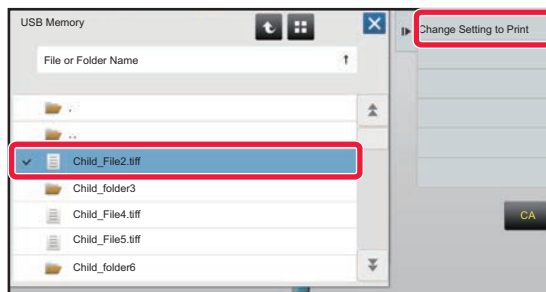 USB Memory
Change Setting to Print
File or Folder Name
.
..
Child_File2.tiff
Child_folder3
Child_File4.tiff
CA
Child_File5.tiff
Child_folder6